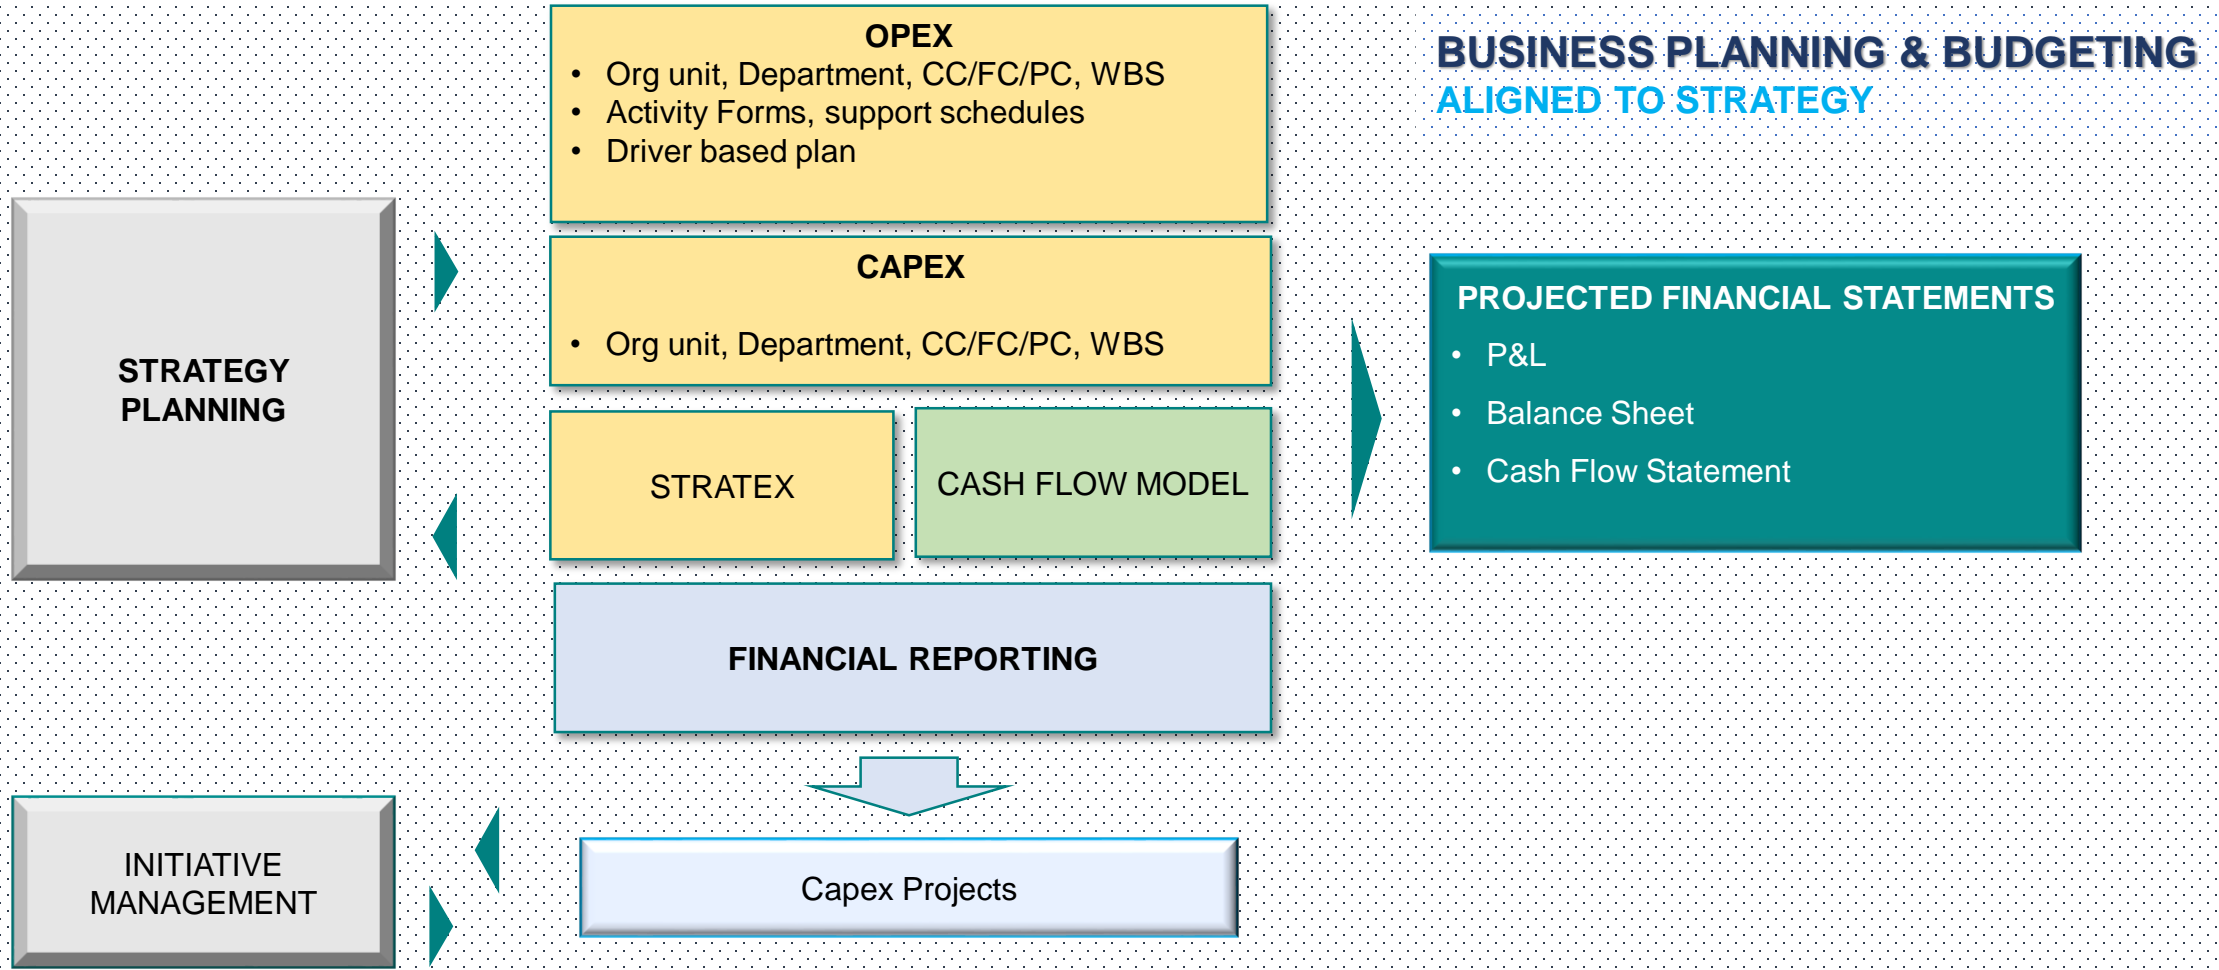 OPEX
• Org unit, Department, CC/FC/PC, WBS
• Activity Forms, support schedules
• Driver based plan
BUSINESS PLANNING & BUDGETING
ALIGNED TO STRATEGY
STRATEGY
PLANNING
CAPEX
• Org unit, Department, CC/FC/PC, WBS
STRATEX
CASH FLOW MODEL
PROJECTED FINANCIAL STATEMENTS
• P&L
• Balance Sheet
• Cash Flow Statement
FINANCIAL REPORTING
INITIATIVE
MANAGEMENT
Capex Projects